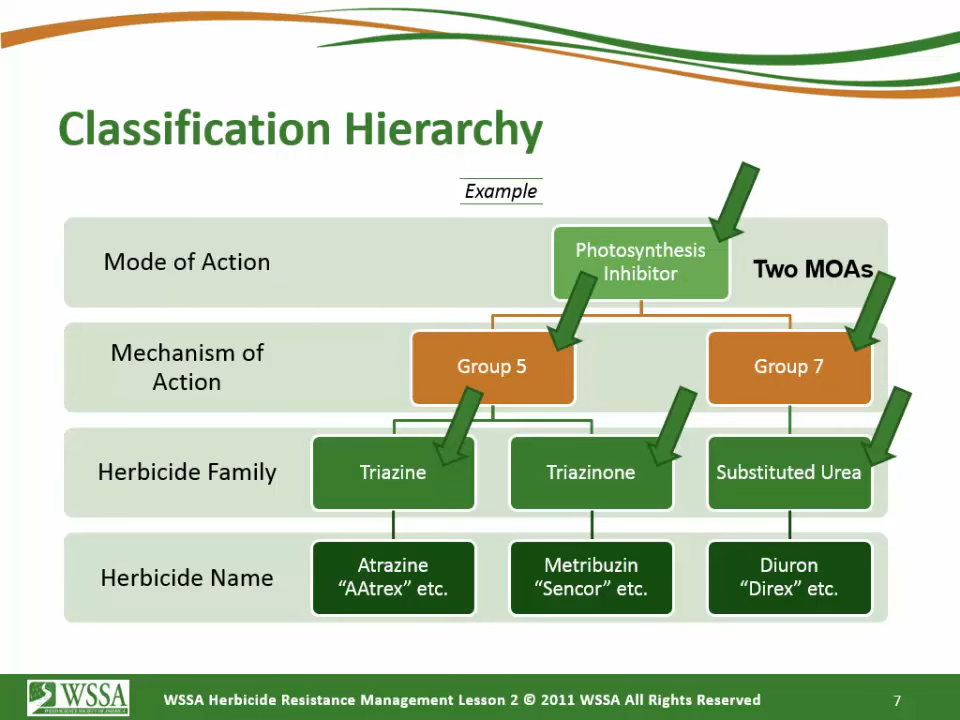 Classification Hierarchy
Example
Mode of Action
Photosynthesis
Inhibitor
Two MOAs
Mechanism of
Action
Group 5
Group 7
Herbicide Family
Triazine
Triazinone
Substituted Urea
Herbicide Name
Atrazine
“AAtrex” etc.
Metribuzin
“Sencor” etc.
Diuron
“Direx” etc.
WSSA
WSSA Herbicide Resistance Management Lesson 2 © 2011 WSSA All Rights Reserved
7